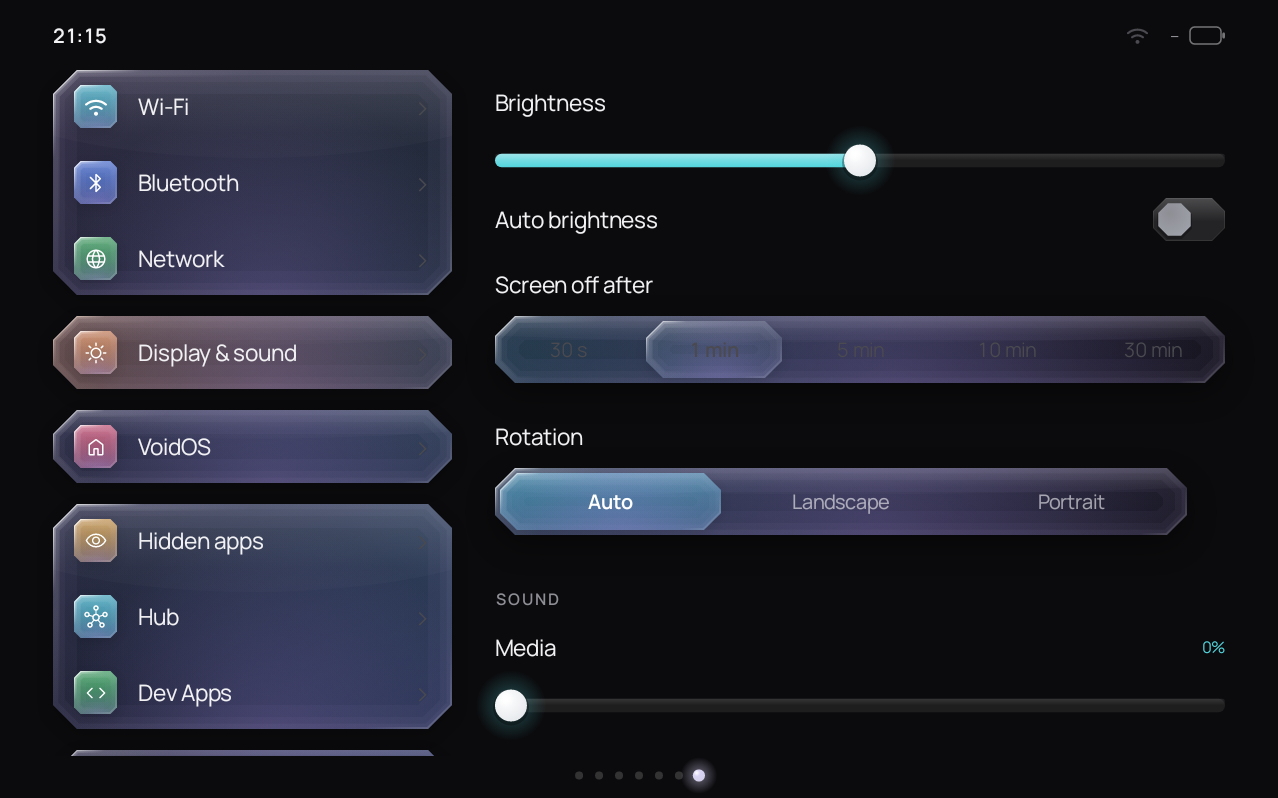 21:15
–
Wi-Fi
Bluetooth
Network
Display & sound
VoidOS
Hidden apps
Hub
Dev Apps
Brightness
Auto brightness
Screen off after
30 s 1 min 5 min 10 min 30 min
Rotation
Auto Landscape Portrait
SOUND
Media 0%